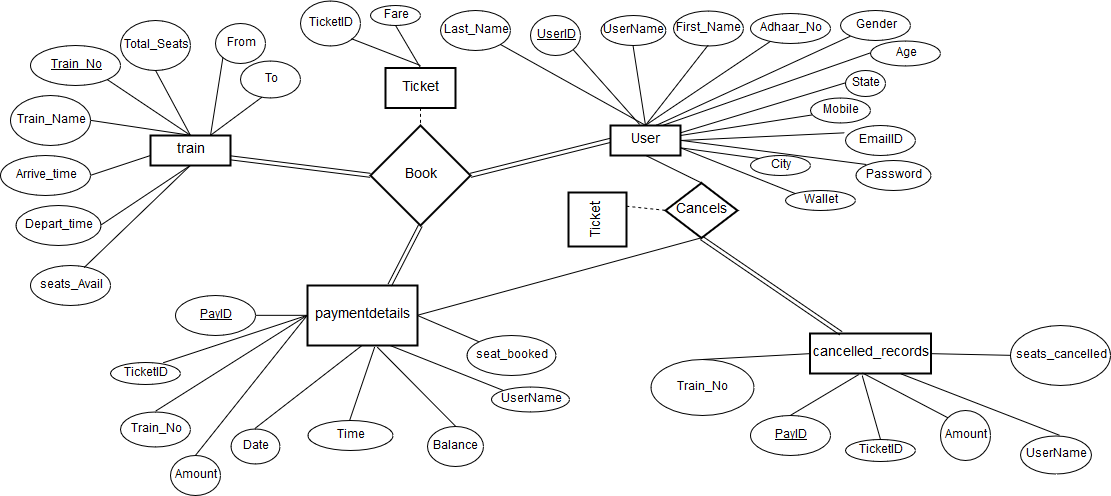 TicketID
Fare
Last_Name
UserID
UserName
First_Name
Adhaar_No
Gender
Age
State
Mobile
EmailID
Password
City
Wallet
Total_Seats
From
To
Train_No
Train_Name
Arrive_time
Depart_time
seats_Avail
train
Ticket
User
Book
Ticket
Cancels
paymentdetails
PayID
TicketID
Train_No
Amount
Date
Time
Balance
UserName
seat_booked
cancelled_records
seats_cancelled
Train_No
PayID
TicketID
Amount
UserName